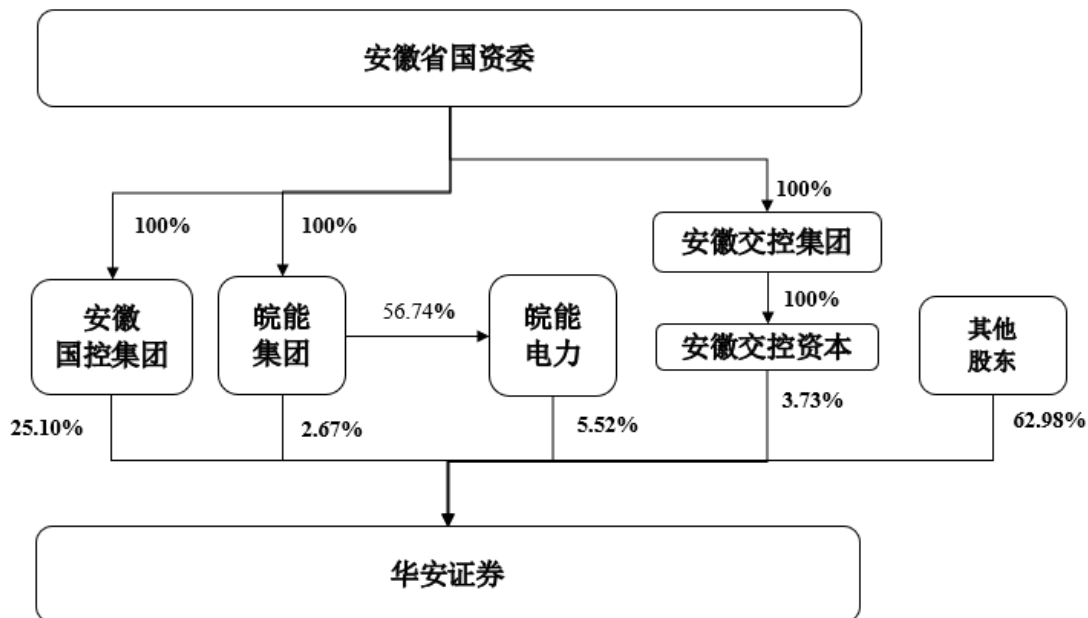 安徽省国资委
100%
100%
100%
安徽交控集团
100%
安徽
国控集团
皖能
集团
56.74%
皖能
电力
安徽交控资本
其他
股东
25.10%
2.67%
5.52%
3.73%
62.98%
华安证券